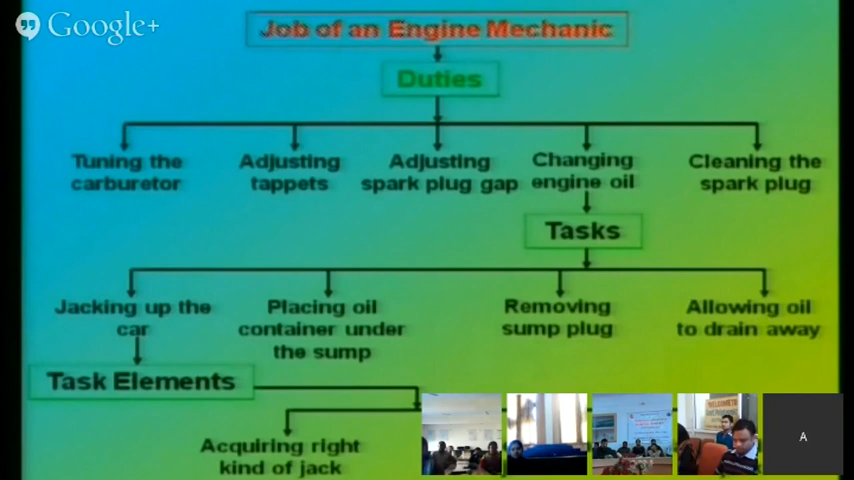 Google+
Job of an Engine Mechanic
Duties
Tuning the
carburetor
Adjusting
tappets
Adjusting
spark plug gap
Changing
engine oil
Cleaning the
spark plug
Tasks
Jacking up the
car
Placing oil
container under
the sump
Removing
sump plug
Allowing oil
to drain away
Task Elements
Acquiring right
kind of jack
A